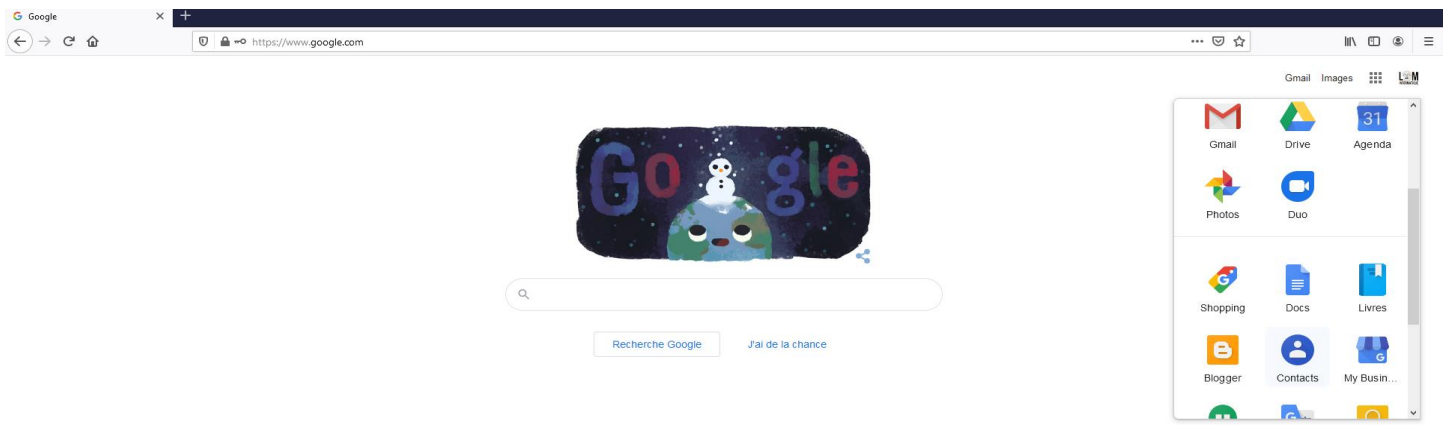 Google
https://www.google.com
Gmail Images
Google
Gmail Drive Agenda
31
Photos Duo
Shopping Docs Livres
Recherche Google J'ai de la chance
Blogger Contacts My Busin...